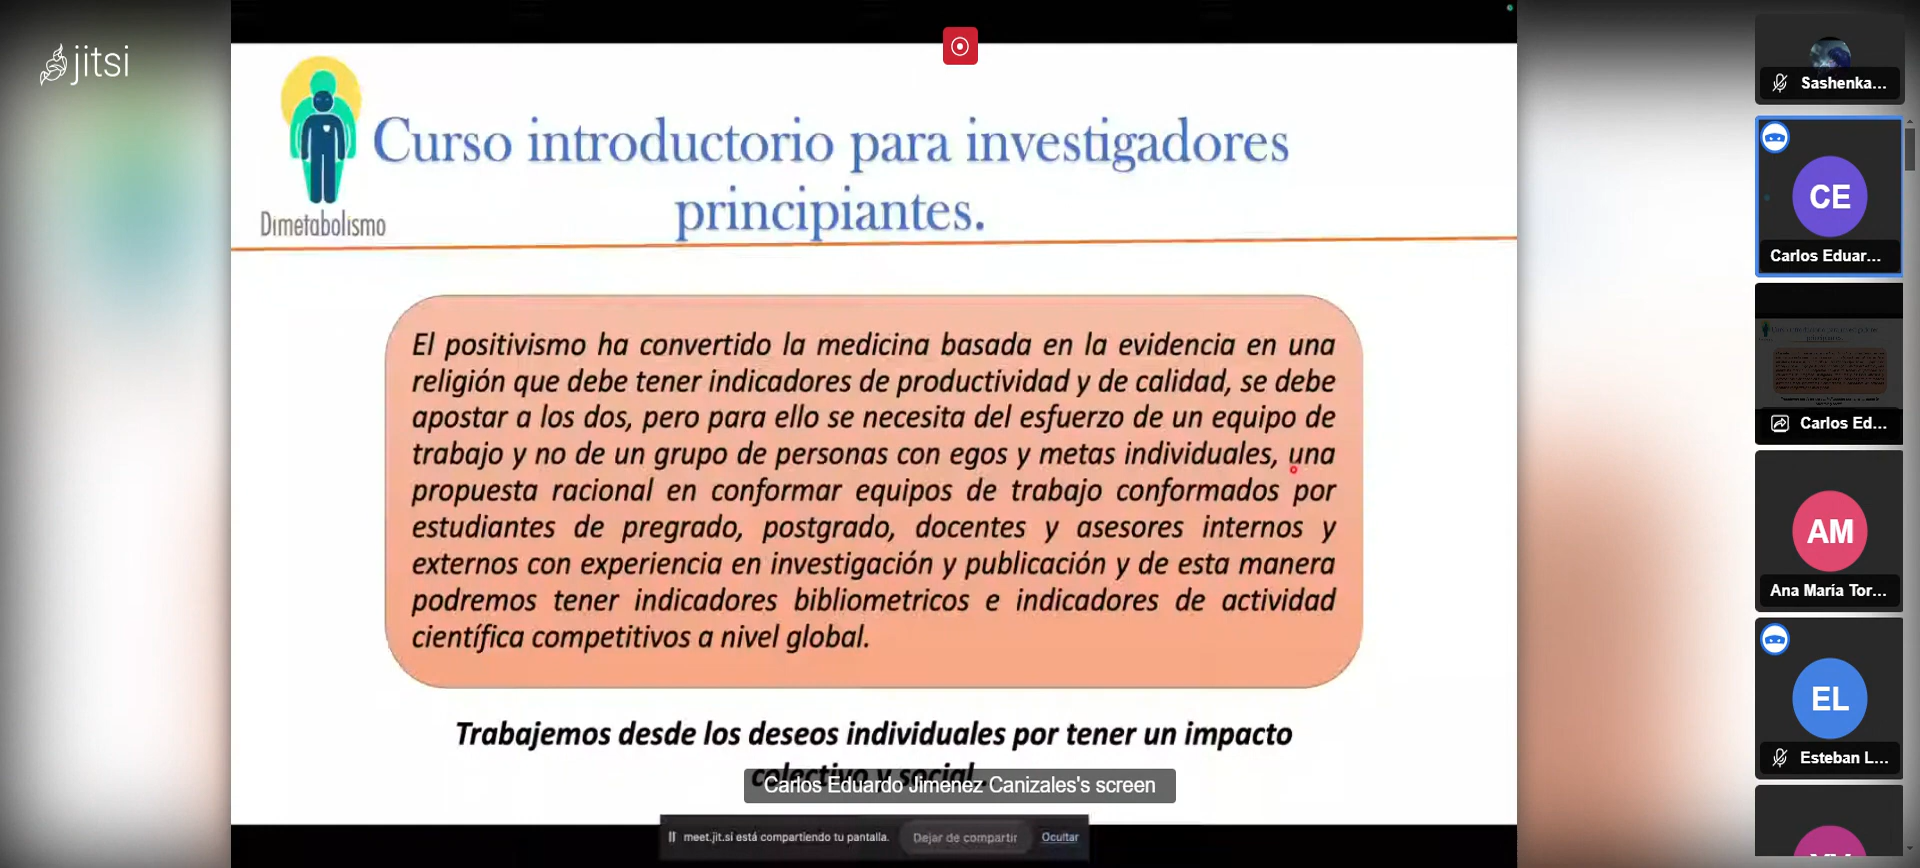 jitsi
Dimetabolismo
Curso introductorio para investigadores
principiantes.
El positivismo ha convertido la medicina basada en la evidencia en una
religión que debe tener indicadores de productividad y de calidad, se debe
apostar a los dos, pero para ello se necesita del esfuerzo de un equipo de
trabajo y no de un grupo de personas con egos y metas individuales, una
propuesta racional en conformar equipos de trabajo conformados por
estudiantes de pregrado, postgrado, docentes y asesores internos y
externos con experiencia en investigación y publicación y de esta manera
podremos tener indicadores bibliometricos e indicadores de actividad
científica competitivos a nivel global.
Trabajemos desde los deseos individuales por tener un impacto
colectivo y social.
Carlos Eduardo Jimenez Canizales's screen
meet.jit.si está compartiendo tu pantalla. Dejar de compartir Ocultar
Sashenka...
CE
Carlos Eduar...
Carlos Ed...
AM
Ana María Tor...
EL
Esteban L...